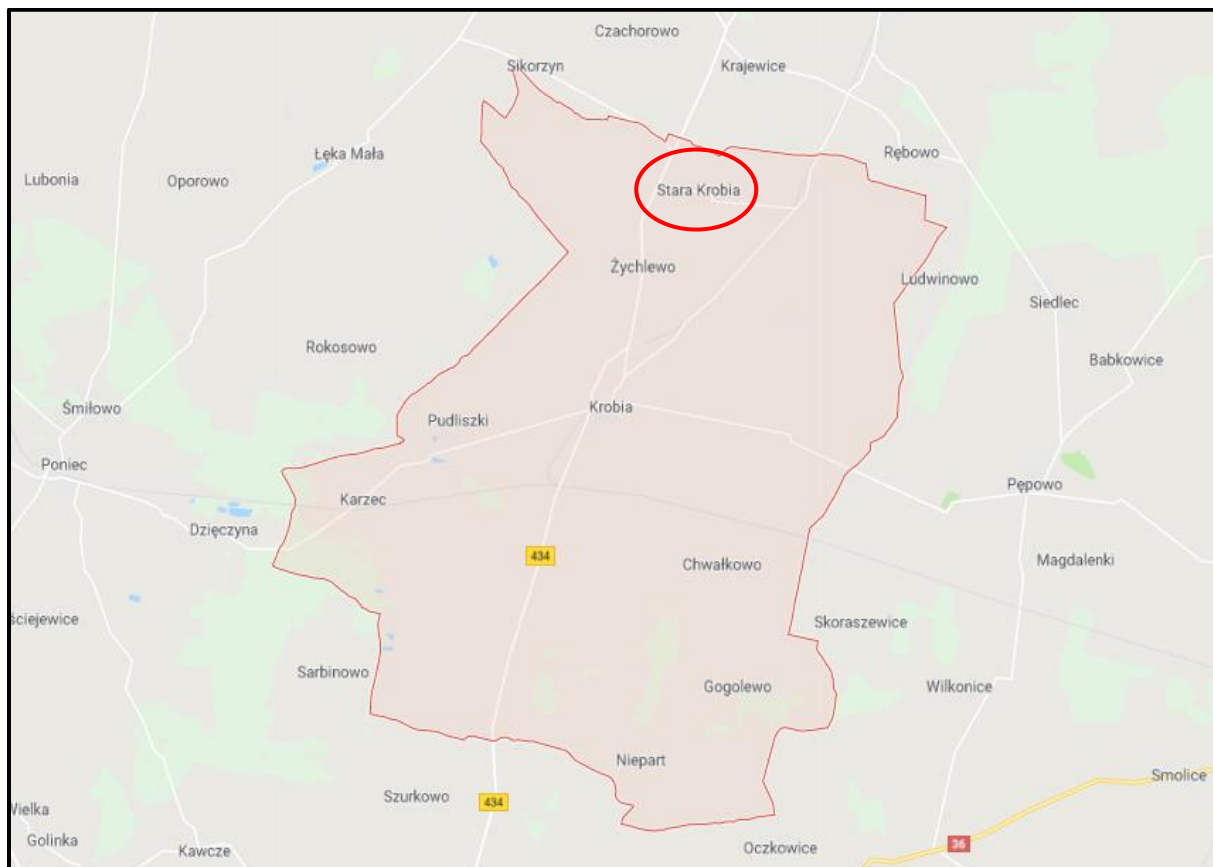 Czachorowo
Sikorzyn
Krajewice
Łęka Mała
Rębowo
Lubonia
Oporowo
Stara Krobia
Żychlewo
Ludwinowo
Siedlec
Rokosowo
Babkowice
Śmiłowo
Krobia
Pudliszki
Poniec
Pępowo
Karzec
Dzięczyna
434
Magdalenki
Chwałkowo
ściejewice
Skoraszewice
Sarbinowo
Gogolewo
Wilkonice
Niepart
Smolice
Szurkowo
434
Wielka
Golinka
36
Kawcze
Oczkowice